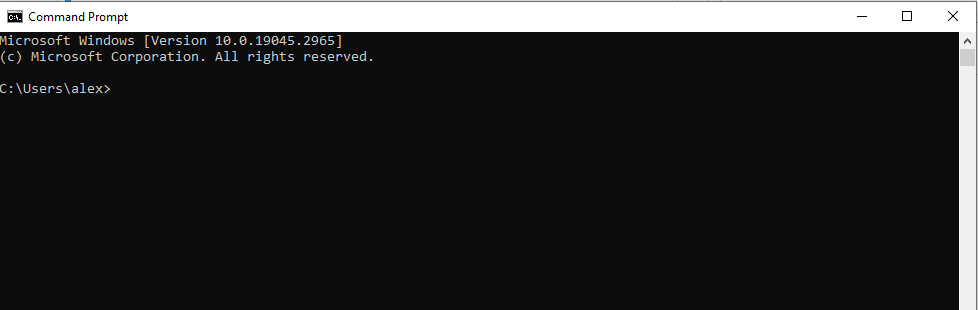 Command Prompt
Microsoft Windows [Version 10.0.19045.2965]
(c) Microsoft Corporation. All rights reserved.
C:\Users\alex>